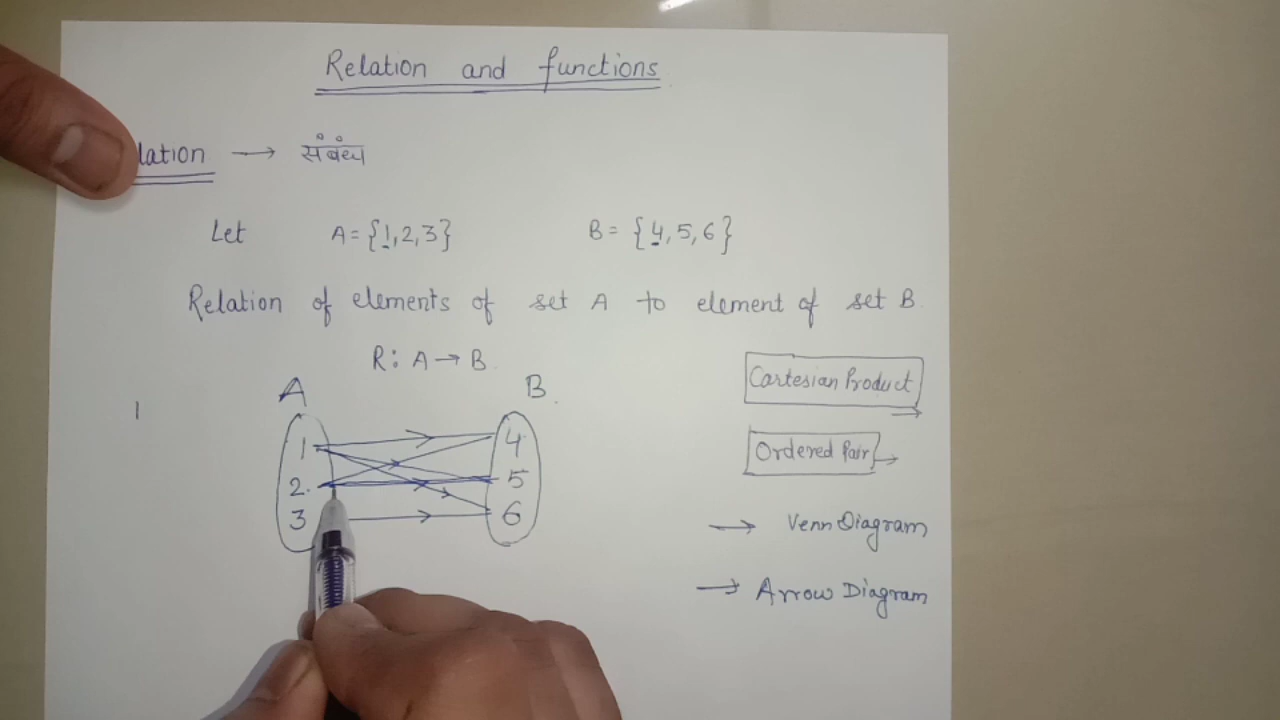 Relation and functions
lation → संबंध
Let A = {1,2,3} B = {4,5,6}
Relation of elements of set A to element of set B.
R: A → B
A B
1 4
2 5
3 6
1
Cartesian Product
Ordered Pair
→ Venn Diagram
→ Arrow Diagram